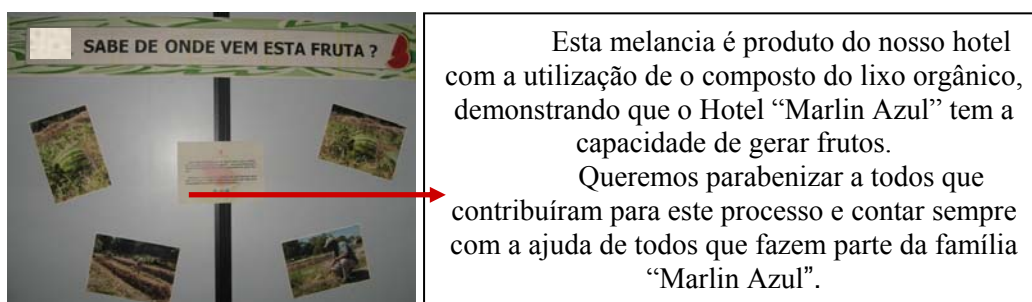 SABE DE ONDE VEM ESTA FRUTA ?
Esta melancia é produto do nosso hotel
com a utilização de o composto do lixo orgânico,
demonstrando que o Hotel “Marlin Azul” tem a
capacidade de gerar frutos.
Queremos parabenizar a todos que
contribuíram para este processo e contar sempre
com a ajuda de todos que fazem parte da família
“Marlin Azul”.